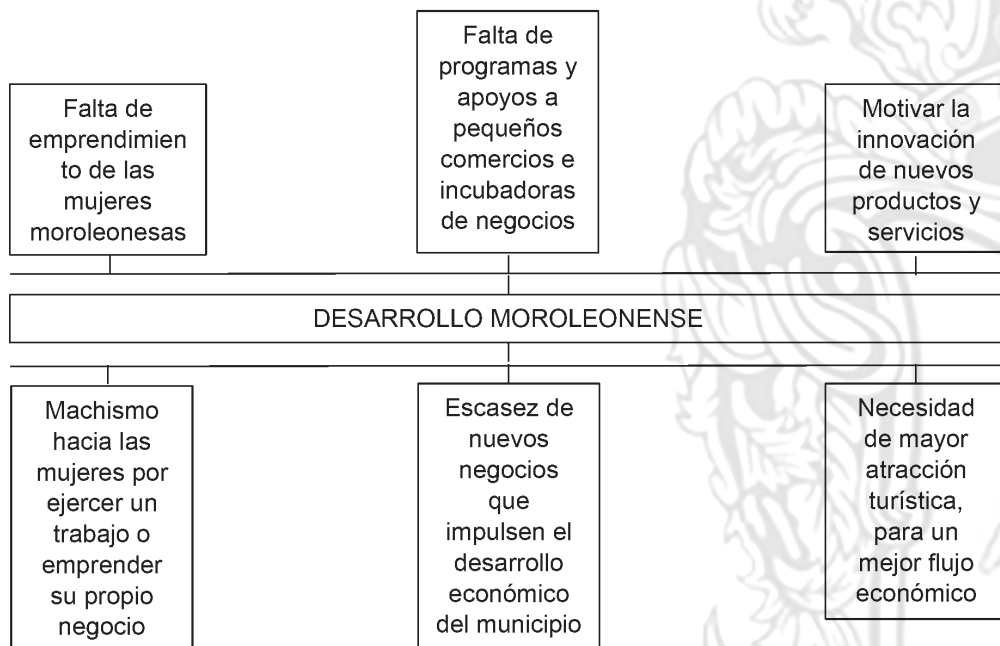 Falta de
emprendimien
to de las
mujeres
moroleonesas
Falta de
programas y
apoyos a
pequeños
comercios e
incubadoras
de negocios
Motivar la
innovación
de nuevos
productos y
servicios
DESARROLLO MOROLEONENSE
Machismo
hacia las
mujeres por
ejercer un
trabajo o
emprender
su propio
negocio
Escasez de
nuevos
negocios
que
impulsen el
desarrollo
económico
del municipio
Necesidad
de mayor
atracción
turística,
para un
mejor flujo
económico